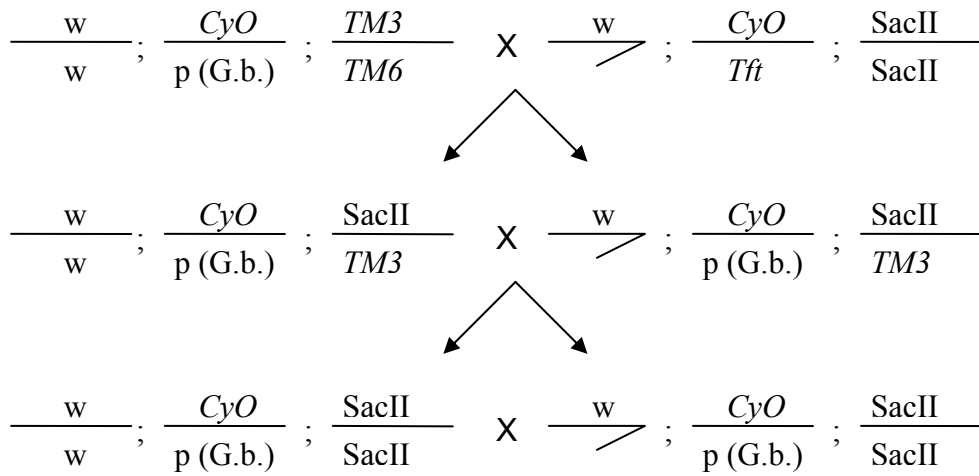 w ; CyO ; TM3 X w ; CyO ; SacII
w p (G.b.) TM6 Tft SacII
w ; CyO ; SacII X w ; CyO ; SacII
w p (G.b.) TM3 p (G.b.) TM3
w ; CyO ; SacII X w ; CyO ; SacII
w p (G.b.) SacII p (G.b.) SacII